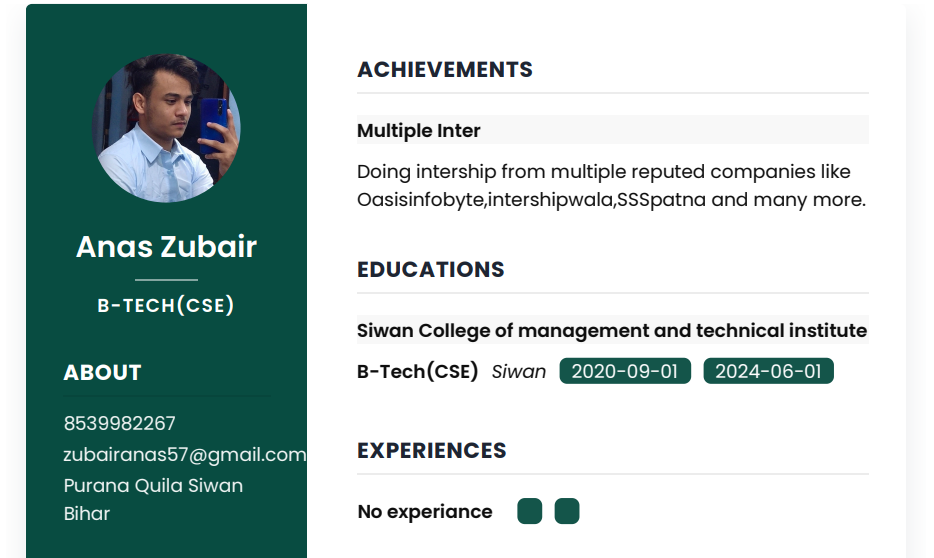 Anas Zubair
B-TECH(CSE)
ABOUT
8539982267
zubairanas57@gmail.com
Purana Quila Siwan
Bihar
ACHIEVEMENTS
Multiple Inter
Doing intership from multiple reputed companies like
Oasisinfobyte,intershipwala,SSSpatna and many more.
EDUCATIONS
Siwan College of management and technical institute
B-Tech(CSE) Siwan 2020-09-01 2024-06-01
EXPERIENCES
No experiance